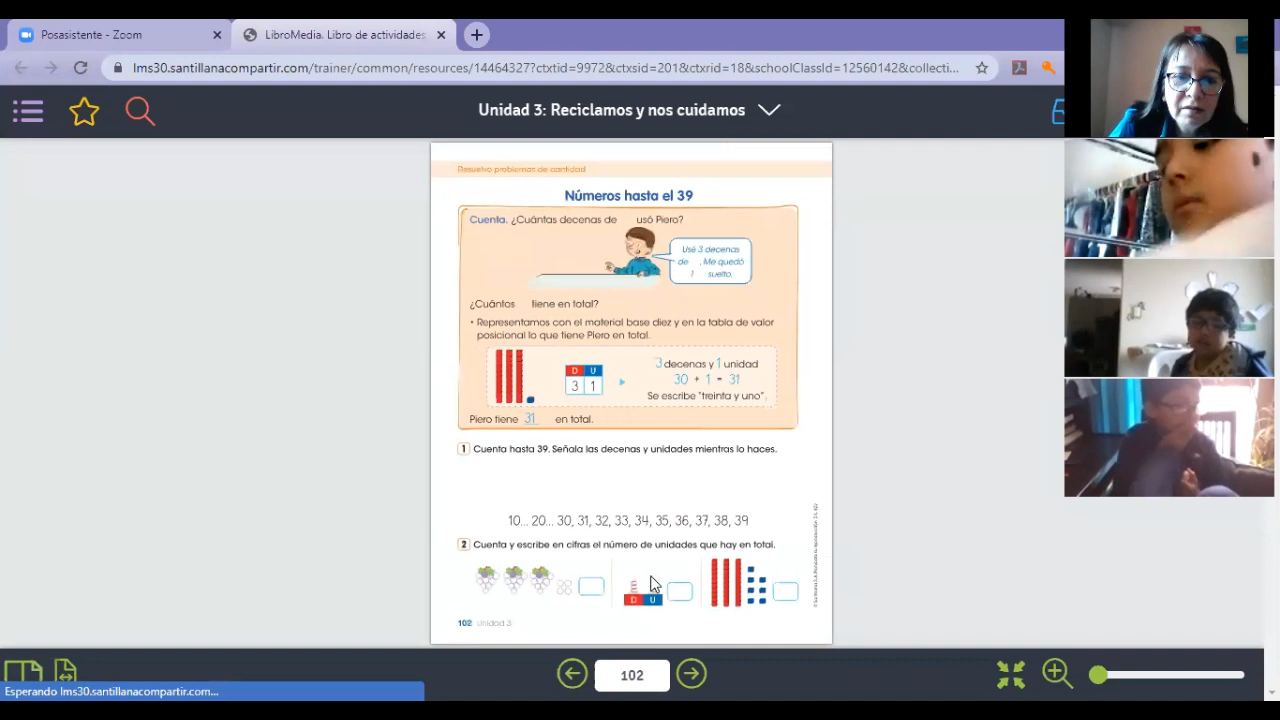 Posasistente - Zoom
LibroMedia. Libro de actividades
lms30.santillanacompartir.com/trainer/common/resources/14464327?ctxtid=9972&ctxsid=201&ctxrid=18&schoolClassId=12560142&collecti...
Unidad 3: Reciclamos y nos cuidamos
Resuelvo problemas de cantidad
Números hasta el 39
Cuenta. ¿Cuántas decenas de usó Piero?
Usé 3 decenas
de . Me quedó
1 suelto.
¿Cuántos tiene en total?
• Representamos con el material base diez y en la tabla de valor
posicional lo que tiene Piero en total.
D U
3 1
3 decenas y 1 unidad
30 + 1 = 31
Se escribe "treinta y uno".
Piero tiene 31 en total.
1 Cuenta hasta 39. Señala las decenas y unidades mientras lo haces.
10... 20... 30, 31, 32, 33, 34, 35, 36, 37, 38, 39
2 Cuenta y escribe en cifras el número de unidades que hay en total.
D U
102 unidad 3
102
Esperando lms30.santillanacompartir.com...